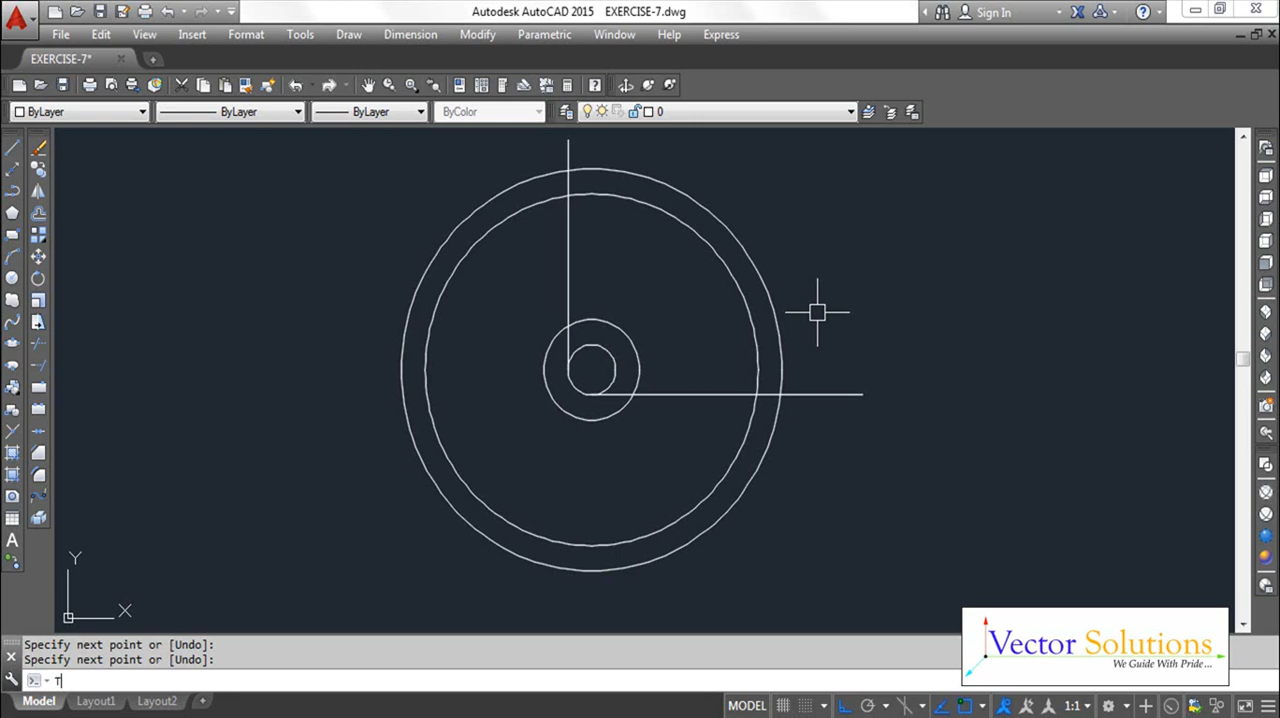 Autodesk AutoCAD 2015 EXERCISE-7.dwg
Sign In
File Edit View Insert Format Tools Draw Dimension Modify Parametric Window Help Express
EXERCISE-7*
ByLayer ByLayer ByLayer ByColor 0
A
Y
X
Specify next point or [Undo]:
Specify next point or [Undo]:
T
Vector Solutions
We Guide With Pride ...
Model Layout1 Layout2 + MODEL 1:1